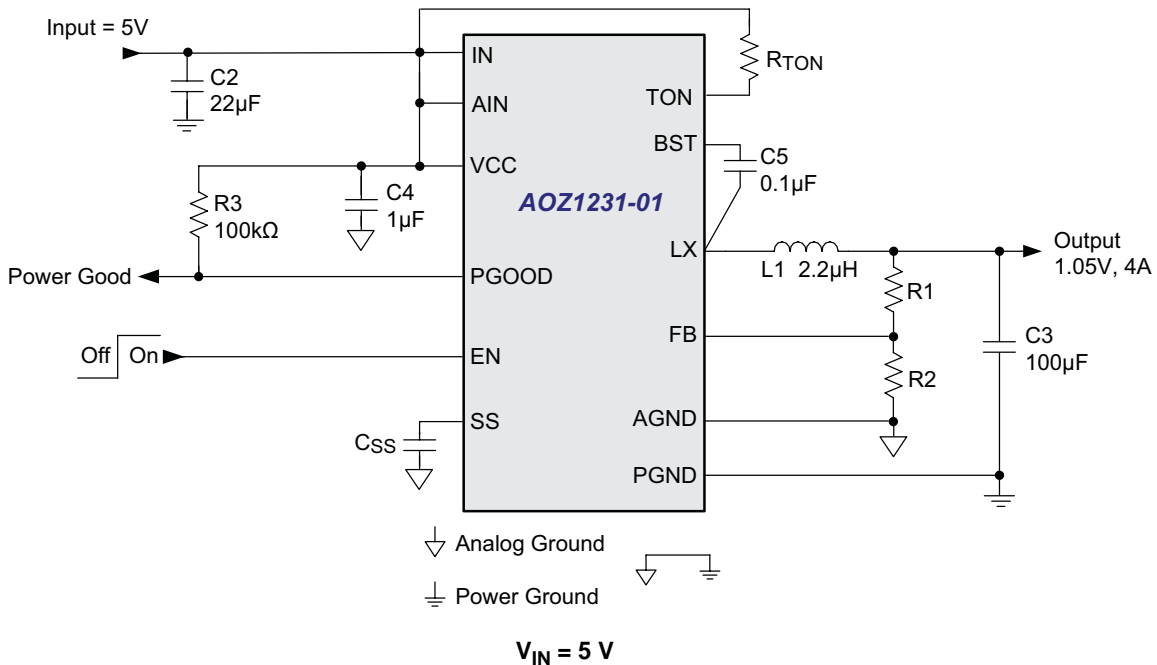 Input = 5V
C2
22µF
IN
AIN
VCC
C4
1µF
R3
100kΩ
Power Good
PGOOD
Off
On
EN
SS
CSS
AOZ1231-01
RTON
TON
BST
C5
0.1µF
LX
L1 2.2µH
Output
1.05V, 4A
R1
FB
R2
C3
100µF
AGND
PGND
Analog Ground
Power Ground
VIN = 5 V